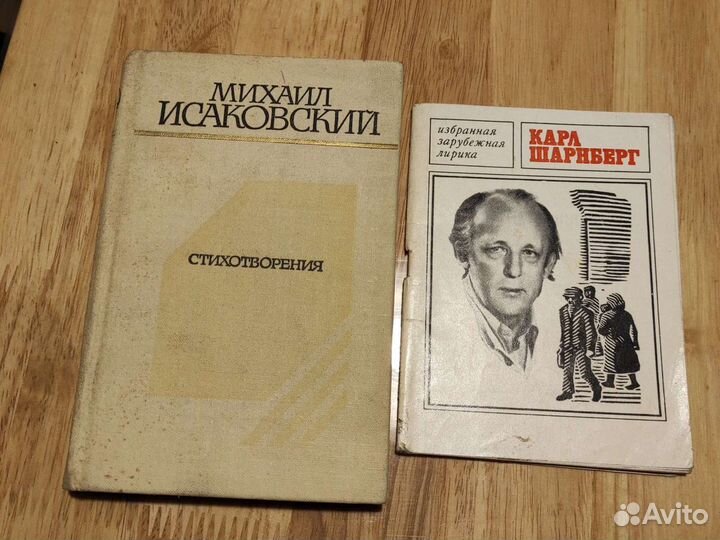 МИХАИЛ
ИСАКОВСКИЙ
СТИХОТВОРЕНИЯ
избранная
зарубежная
лирика
КАРЛ
ШАРНБЕРГ
Avito